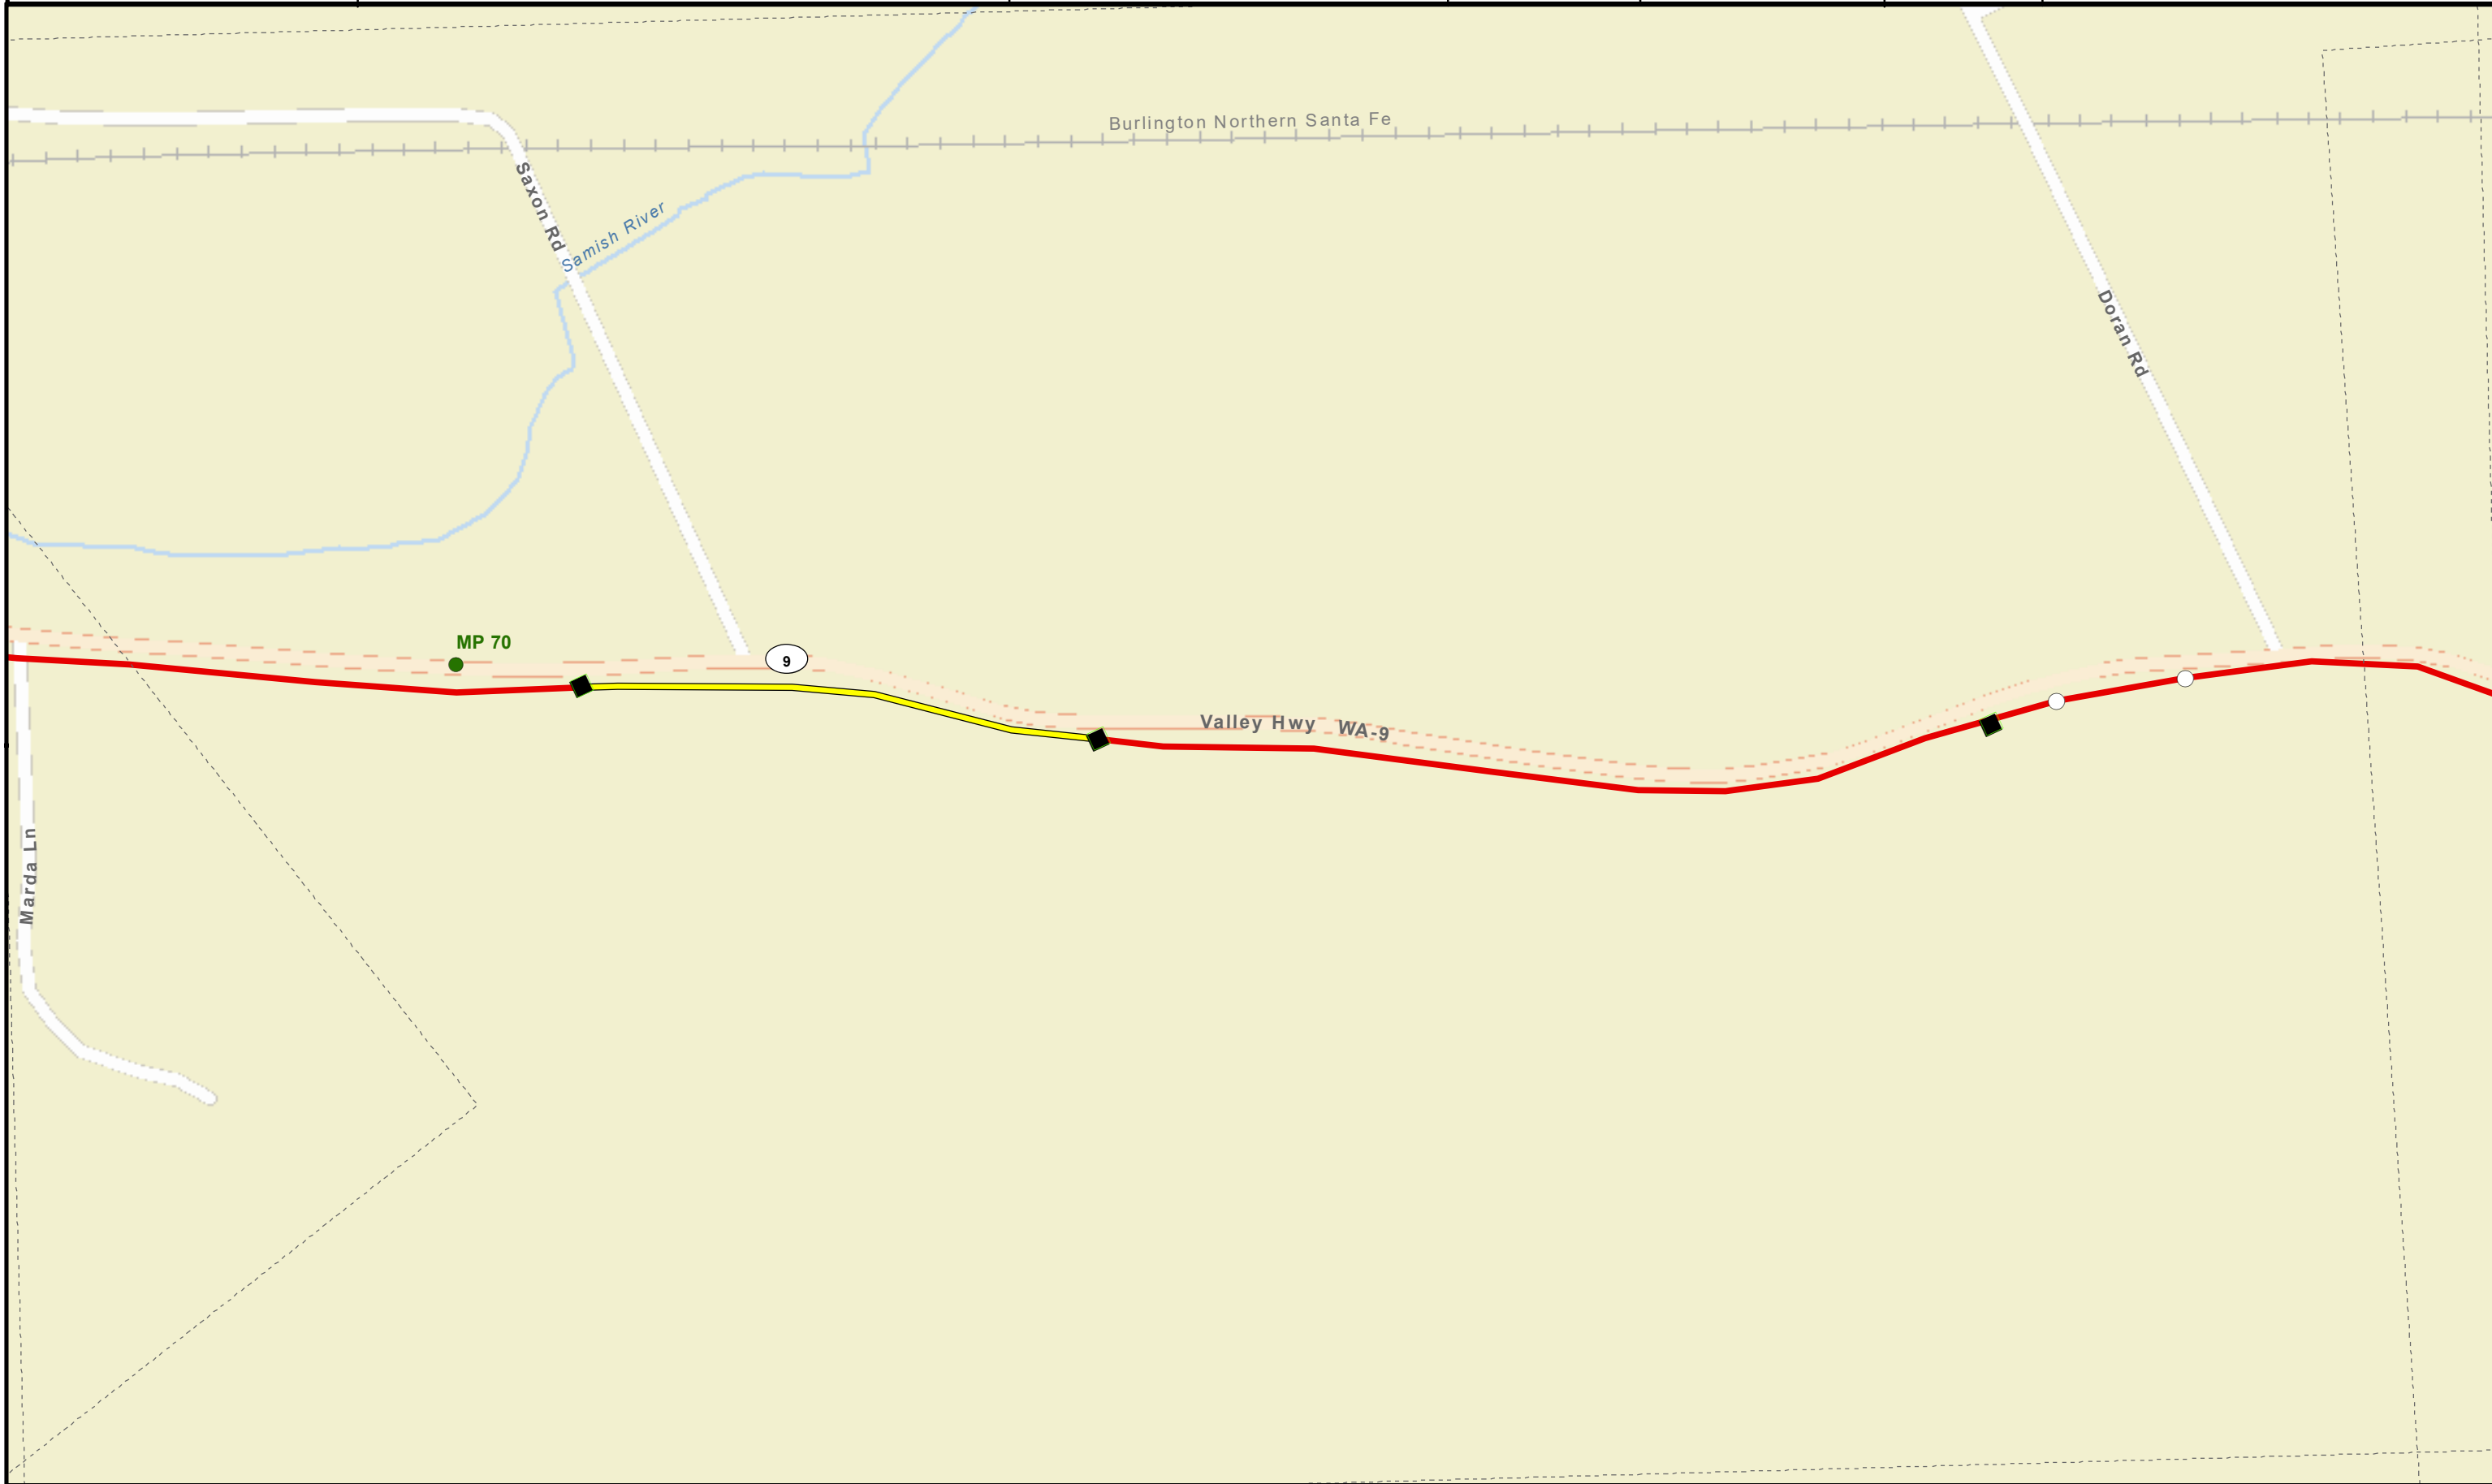 Burlington Northern Santa Fe
Saxon Rd
Samish River
Doran Rd
MP 70
9
Valley Hwy WA-9
Marda Ln